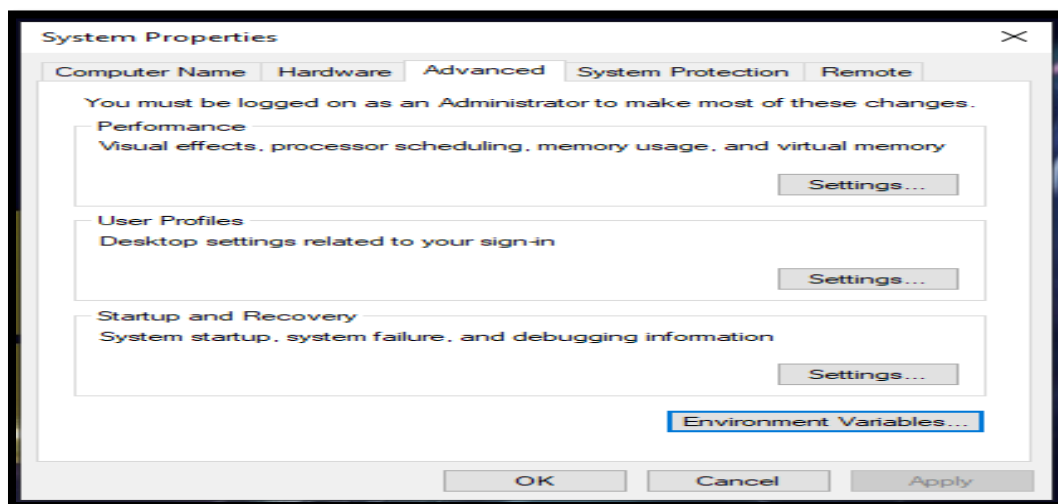 System Properties
Computer Name Hardware Advanced System Protection Remote
You must be logged on as an Administrator to make most of these changes.
Performance
Visual effects, processor scheduling, memory usage, and virtual memory
Settings...
User Profiles
Desktop settings related to your sign-in
Settings...
Startup and Recovery
System startup, system failure, and debugging information
Settings...
Environment Variables...
OK Cancel Apply